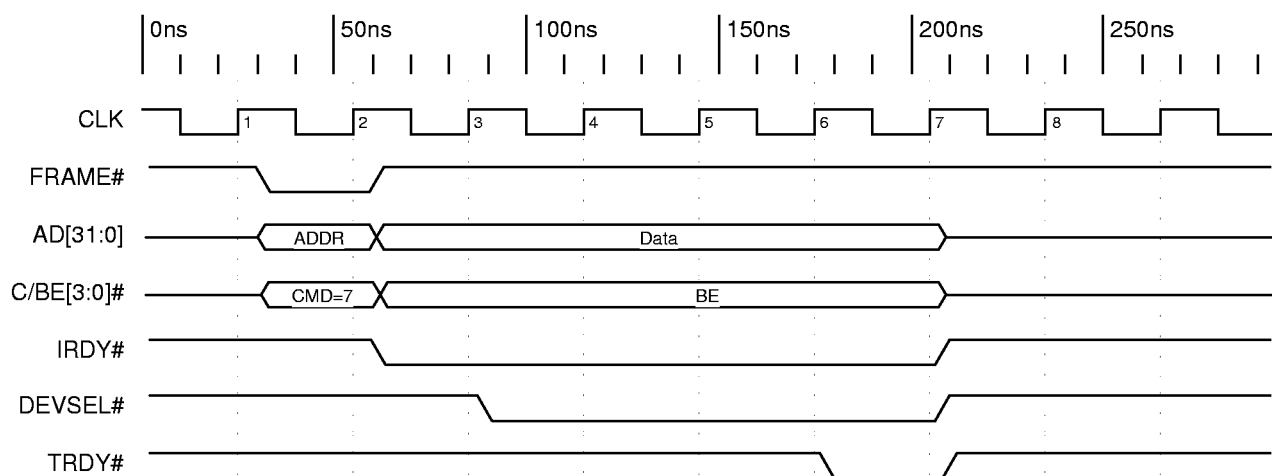 0ns 50ns 100ns 150ns 200ns 250ns
CLK 1 2 3 4 5 6 7 8
FRAME#
AD[31:0] ADDR Data
C/BE[3:0]# CMD=7 BE
IRDY#
DEVSEL#
TRDY#